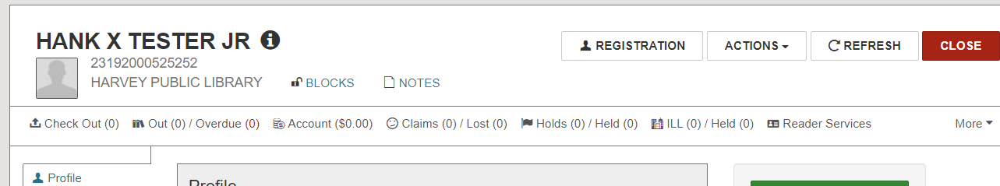 HANK X TESTER JR
REGISTRATION ACTIONS REFRESH CLOSE
23192000525252
HARVEY PUBLIC LIBRARY BLOCKS NOTES
Check Out (0) Out (0) / Overdue (0) Account ($0.00) Claims (0) / Lost (0) Holds (0) / Held (0) ILL (0) / Held (0) Reader Services More
Profile
Profile